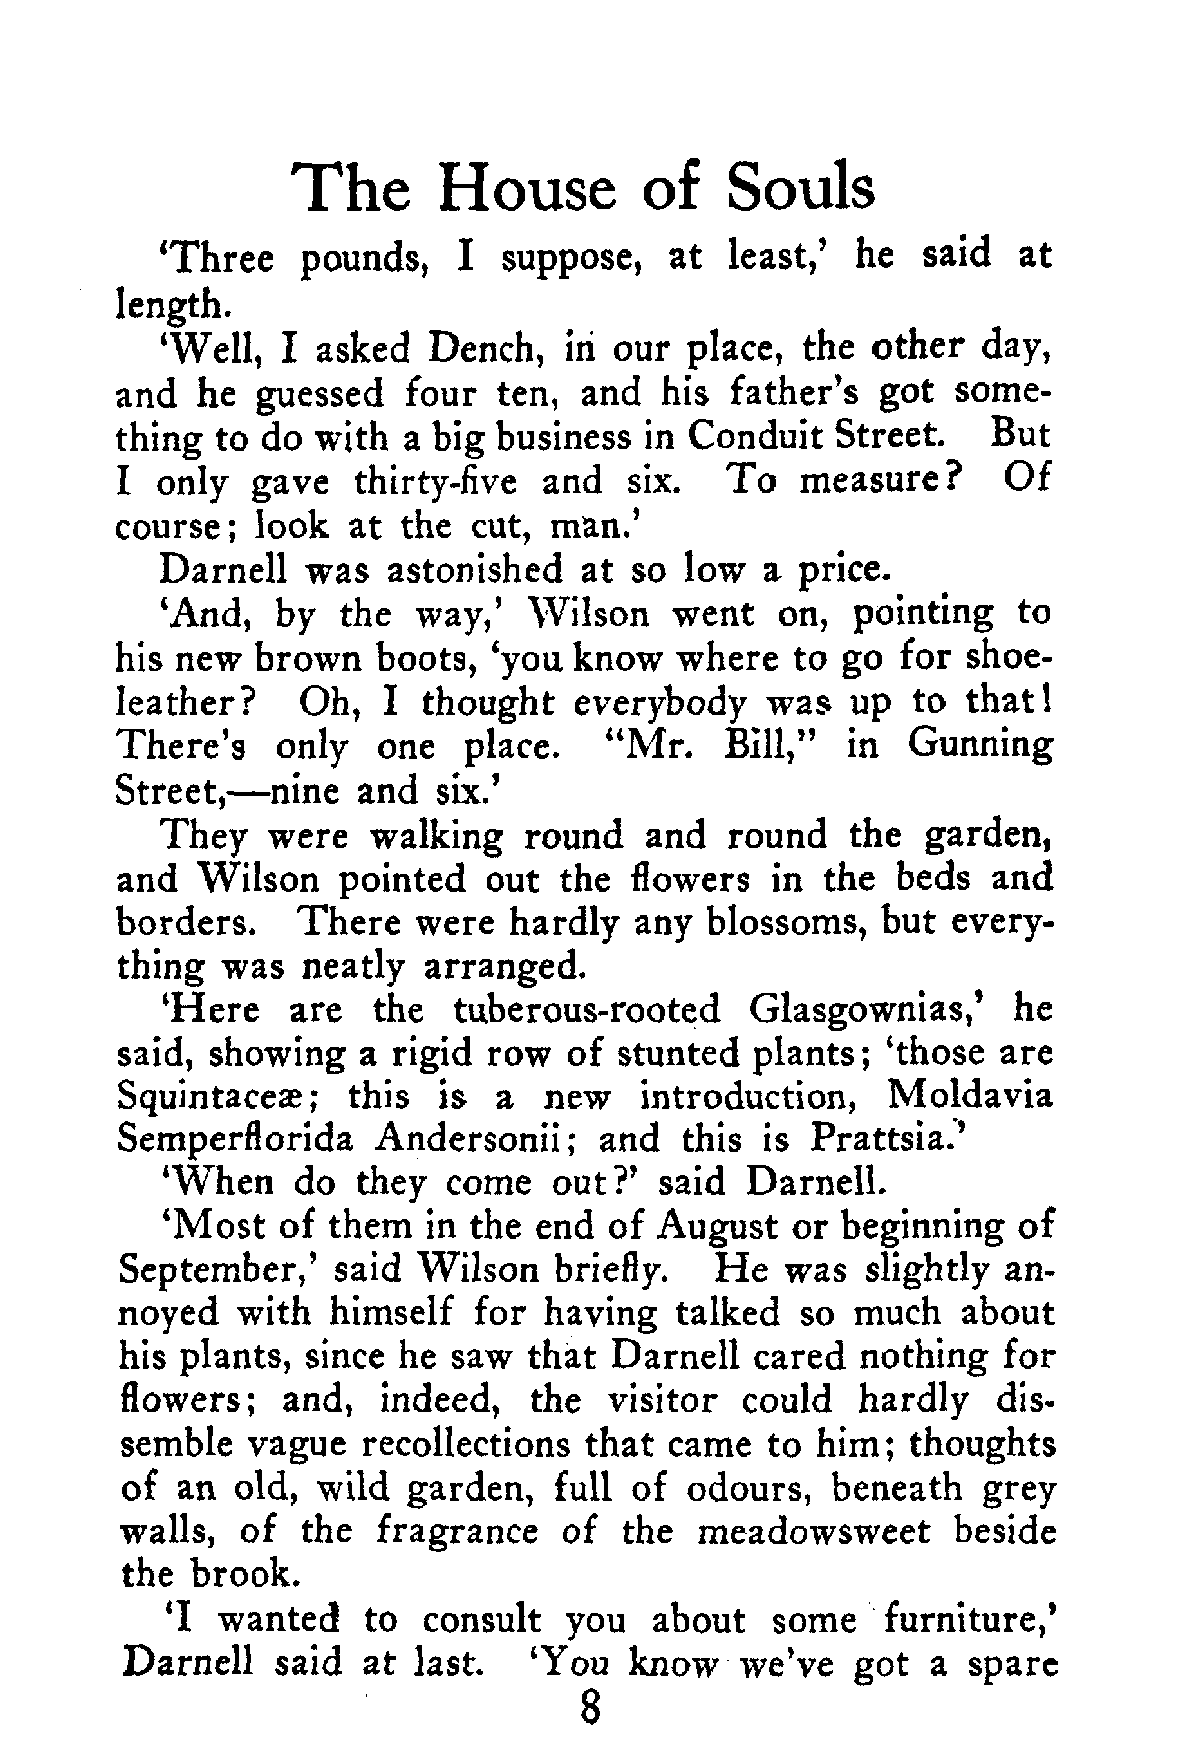 The House of Souls
‘Three pounds, I suppose, at least,’ he said at
length.
‘Well, I asked Dench, in our place, the other day,
and he guessed four ten, and his father’s got some-
thing to do with a big business in Conduit Street. But
I only gave thirty-five and six. To measure? Of
course; look at the cut, man.’
Darnell was astonished at so low a price.
‘And, by the way,’ Wilson went on, pointing to
his new brown boots, ‘you know where to go for shoe-
leather? Oh, I thought everybody was up to that!
There’s only one place. “Mr. Bill,” in Gunning
Street,—nine and six.’
They were walking round and round the garden,
and Wilson pointed out the flowers in the beds and
borders. There were hardly any blossoms, but every-
thing was neatly arranged.
‘Here are the tuberous-rooted Glasgownias,’ he
said, showing a rigid row of stunted plants; ‘those are
Squintaceæ; this is a new introduction, Moldavia
Semperflorida Andersonii; and this is Prattsia.’
‘When do they come out?’ said Darnell.
‘Most of them in the end of August or beginning of
September,’ said Wilson briefly. He was slightly an-
noyed with himself for having talked so much about
his plants, since he saw that Darnell cared nothing for
flowers; and, indeed, the visitor could hardly dis-
semble vague recollections that came to him; thoughts
of an old, wild garden, full of odours, beneath grey
walls, of the fragrance of the meadowsweet beside
the brook.
‘I wanted to consult you about some furniture,’
Darnell said at last. ‘You know we’ve got a spare
8